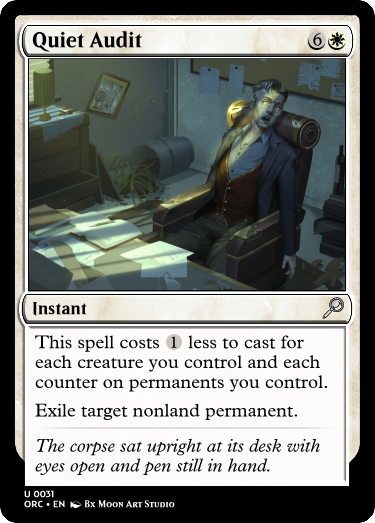 Quiet Audit 6
Instant
This spell costs 1 less to cast for
each creature you control and each
counter on permanents you control.
Exile target nonland permanent.
The corpse sat upright at its desk with
eyes open and pen still in hand.
U 0031
ORC • EN Bx Moon Art Studio